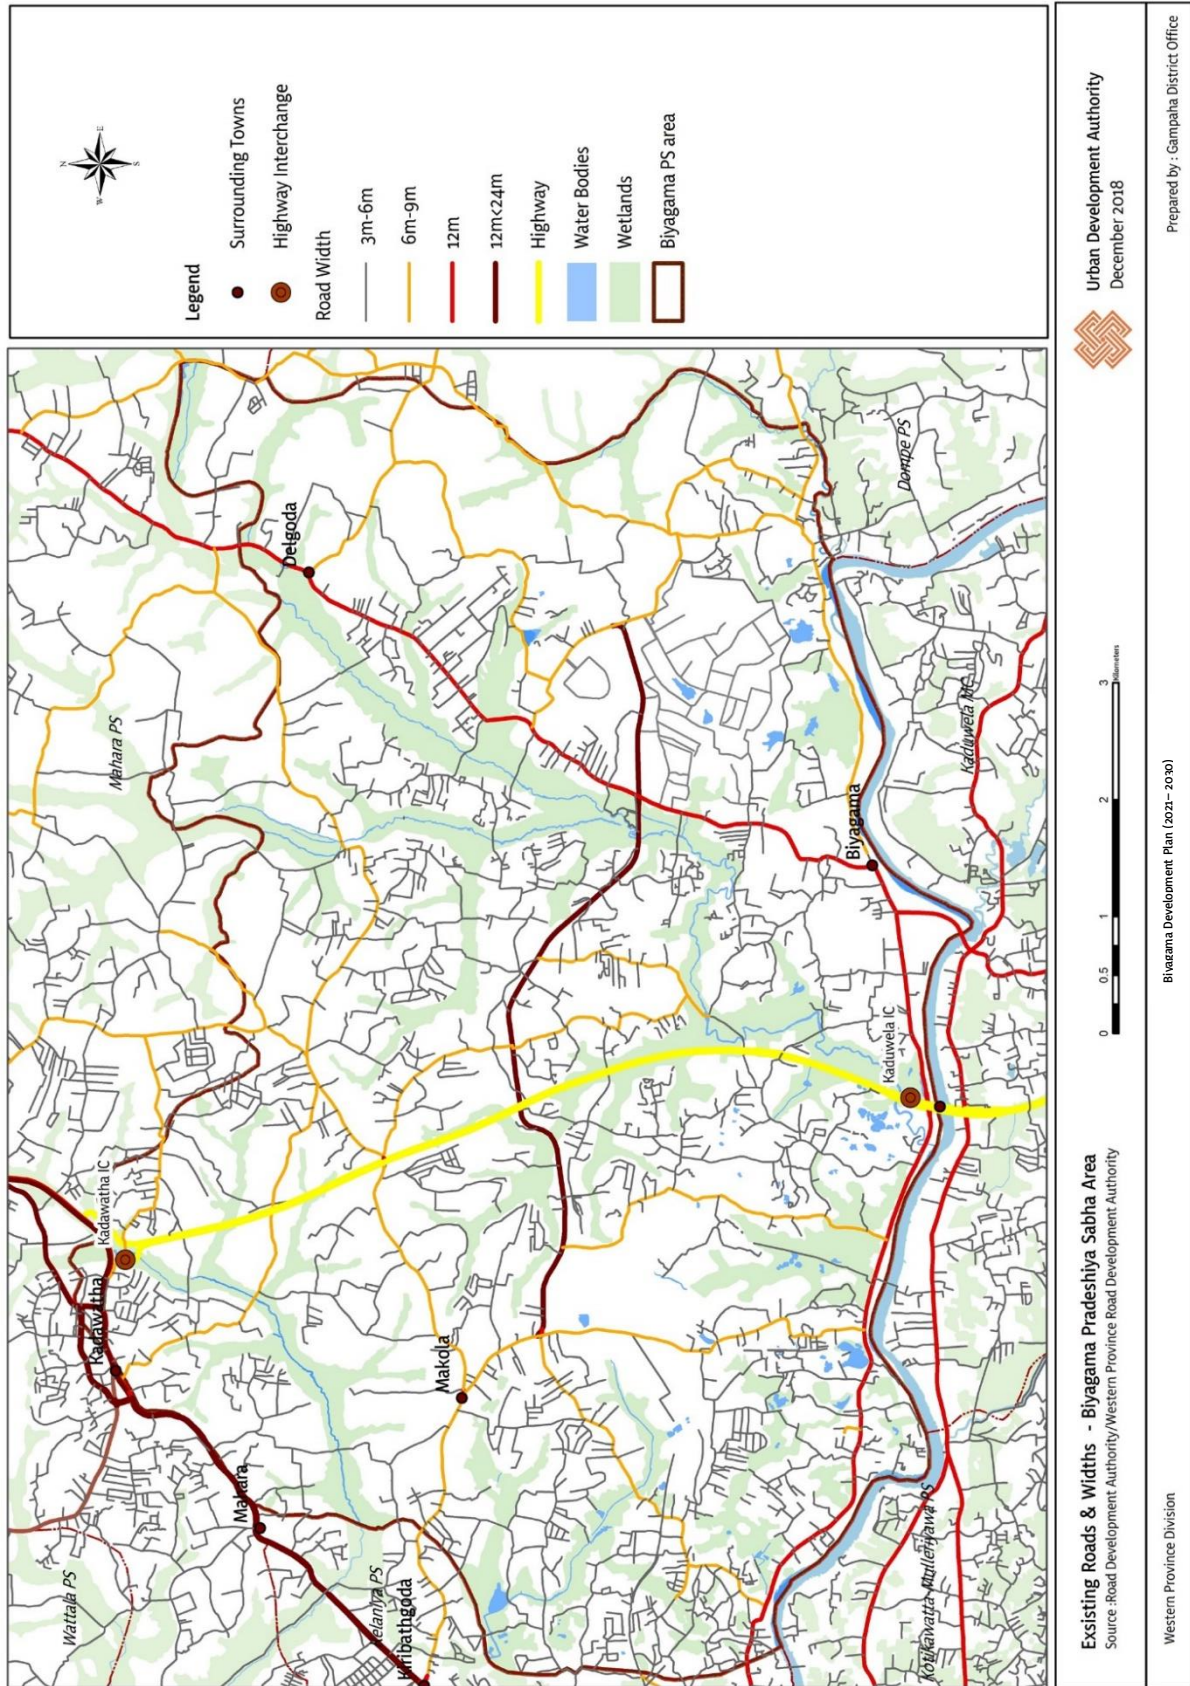 N
W
E
S
Legend
Surrounding Towns
Highway Interchange
Road Width
3m-6m
6m-9m
12m
12m<24m
Highway
Water Bodies
Wetlands
Biyagama PS area
Wattala PS
Mahara PS
Kadawatha IC
Kadawatha
Mahara
Delgoda
Kelaniya PS
Kiribathgoda
Makola
Biyagama
Kaduwela IC
Dompe PS
Kaduwela MC
Kotikawatta-Mulleriyawa PS
Exsisting Roads & Widths - Biyagama Pradeshiya Sabha Area
Source :Road Development Authority/Western Province Road Development Authority
0 0.5 1 2 3
Kilometers
Urban Development Authority
December 2018
Western Province Division
Biyagama Development Plan (2021– 2030)
Prepared by : Gampaha District Office